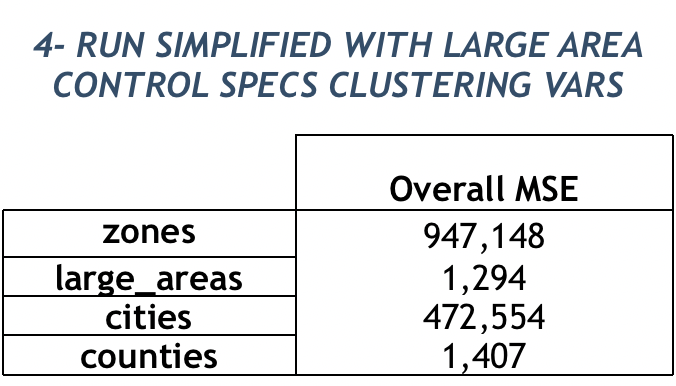 4- RUN SIMPLIFIED WITH LARGE AREA
CONTROL SPECS CLUSTERING VARS
Overall MSE
zones 947,148
large_areas 1,294
cities 472,554
counties 1,407